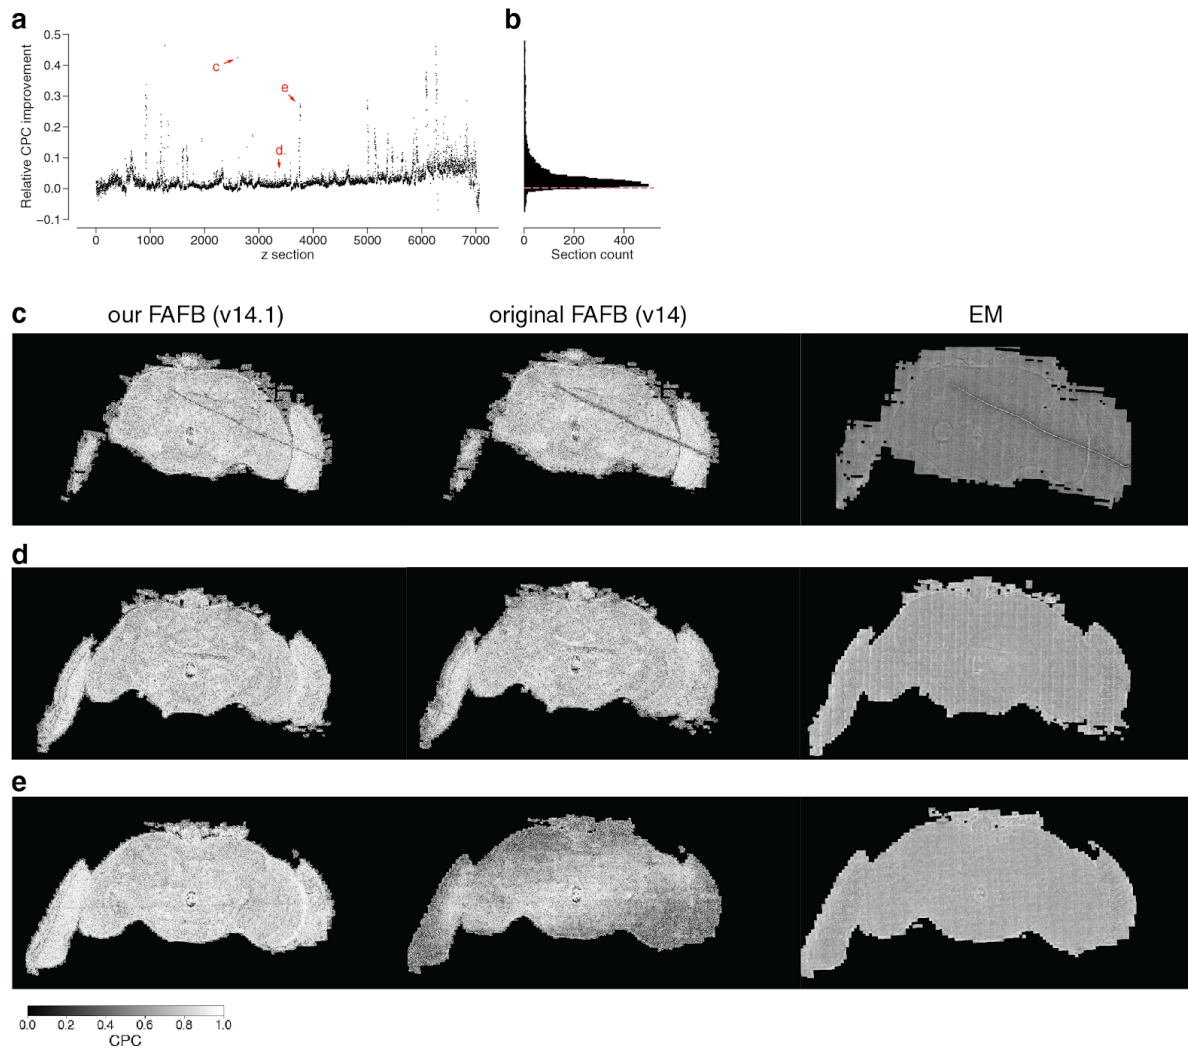 a
b
Relative CPC improvement
0.5
0.4
0.3
0.2
0.1
0.0
−0.1
c
e
d
0 1000 2000 3000 4000 5000 6000 7000
z section
0 200 400
Section count
c
our FAFB (v14.1) original FAFB (v14) EM
d
e
0.0 0.2 0.4 0.6 0.8 1.0
CPC